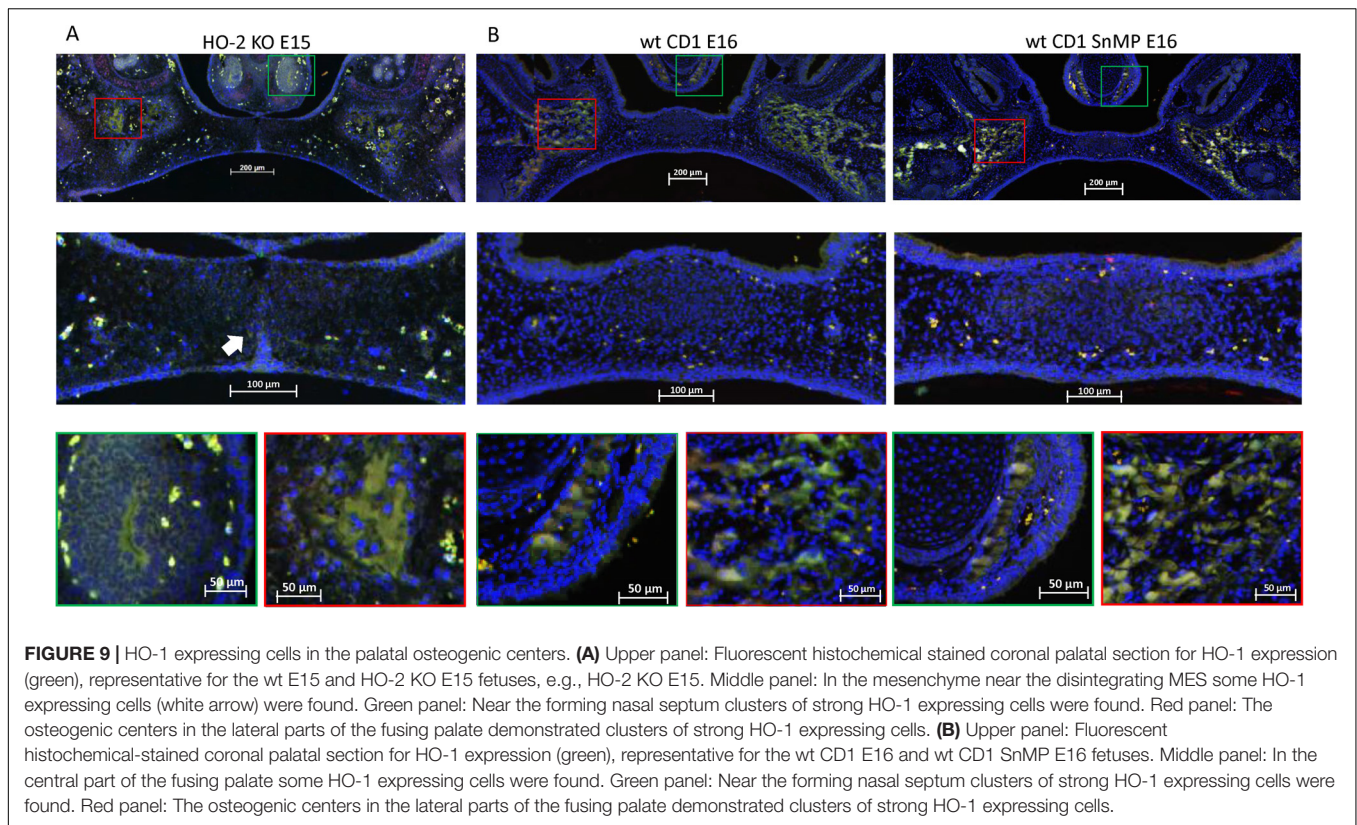 A
HO-2 KO E15
B
wt CD1 E16
wt CD1 SnMP E16
200 µm
200 µm
200 µm
100 µm
100 µm
100 µm
50 µm
50 µm
50 µm
50 µm
50 µm
50 µm
FIGURE 9 | HO-1 expressing cells in the palatal osteogenic centers. (A) Upper panel: Fluorescent histochemical stained coronal palatal section for HO-1 expression
(green), representative for the wt E15 and HO-2 KO E15 fetuses, e.g., HO-2 KO E15. Middle panel: In the mesenchyme near the disintegrating MES some HO-1
expressing cells (white arrow) were found. Green panel: Near the forming nasal septum clusters of strong HO-1 expressing cells were found. Red panel: The
osteogenic centers in the lateral parts of the fusing palate demonstrated clusters of strong HO-1 expressing cells. (B) Upper panel: Fluorescent
histochemical-stained coronal palatal section for HO-1 expression (green), representative for the wt CD1 E16 and wt CD1 SnMP E16 fetuses. Middle panel: In the
central part of the fusing palate some HO-1 expressing cells were found. Green panel: Near the forming nasal septum clusters of strong HO-1 expressing cells were
found. Red panel: The osteogenic centers in the lateral parts of the fusing palate demonstrated clusters of strong HO-1 expressing cells.